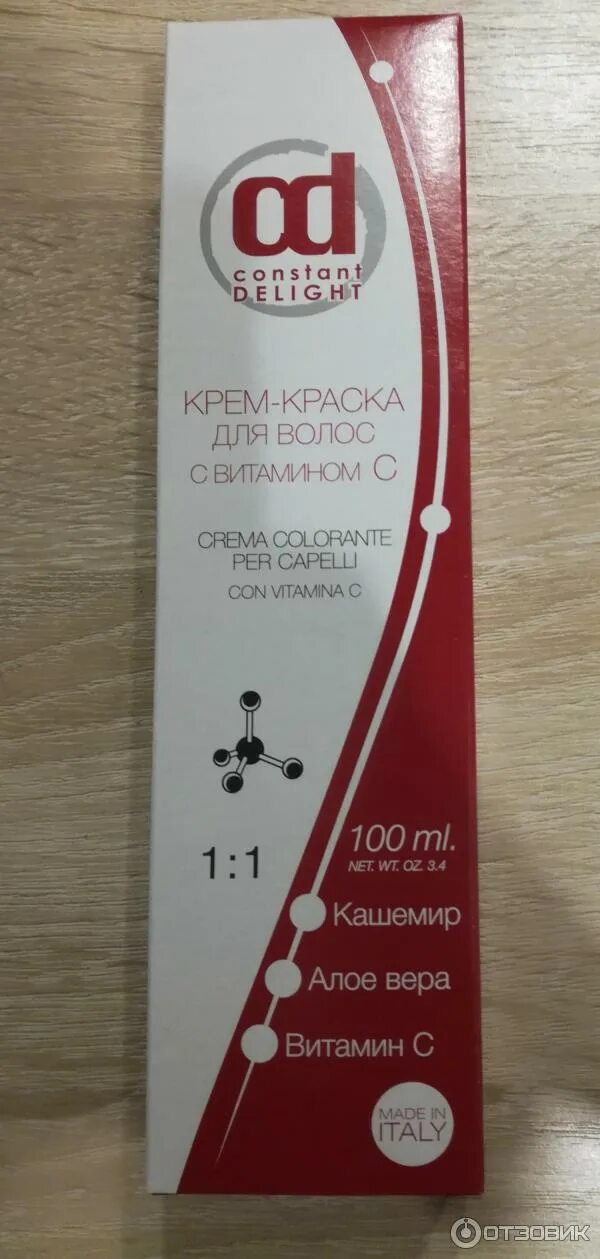 cd
constant
DELIGHT
КРЕМ-КРАСКА
ДЛЯ ВОЛОС
С ВИТАМИНОМ С
CREMA COLORANTE
PER CAPELLI
CON VITAMINA C
1:1
100 ml.
NET. WT. OZ. 3.4
Кашемир
Алое вера
Витамин С
MADE IN
ITALY
ОТЗОВИК